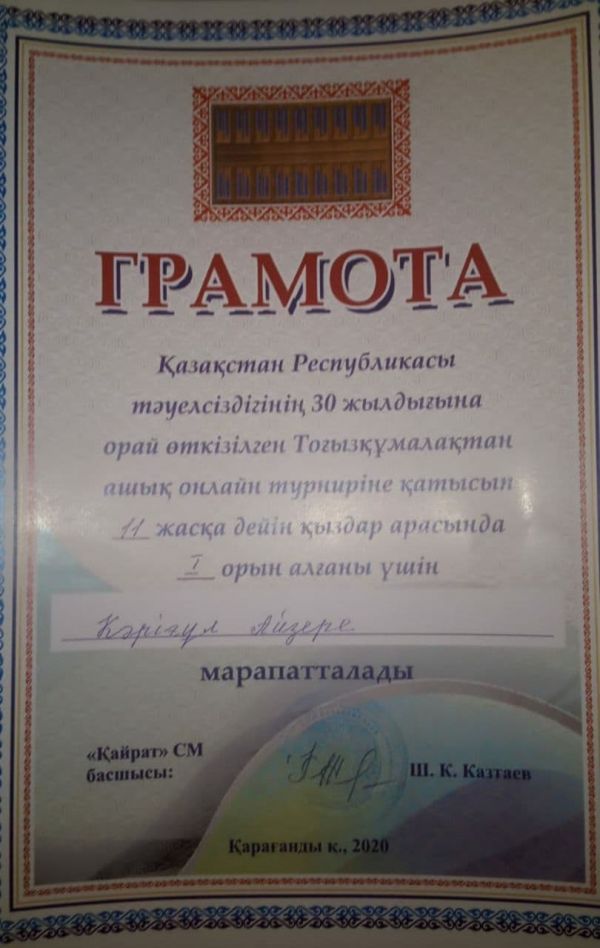 ГРАМОТА
Қазақстан Республикасы
тәуелсіздігінің 30 жылдығына
орай өткізілген Тоғызқұмалақтан
ашық онлайн турниріне қатысып
11 жасқа дейін қыздар арасында
I орын алғаны үшін
Кәріғұл Айзере
марапатталады
«Қайрат» СМ
басшысы:
Ш. К. Казтаев
Қарағанды қ., 2020